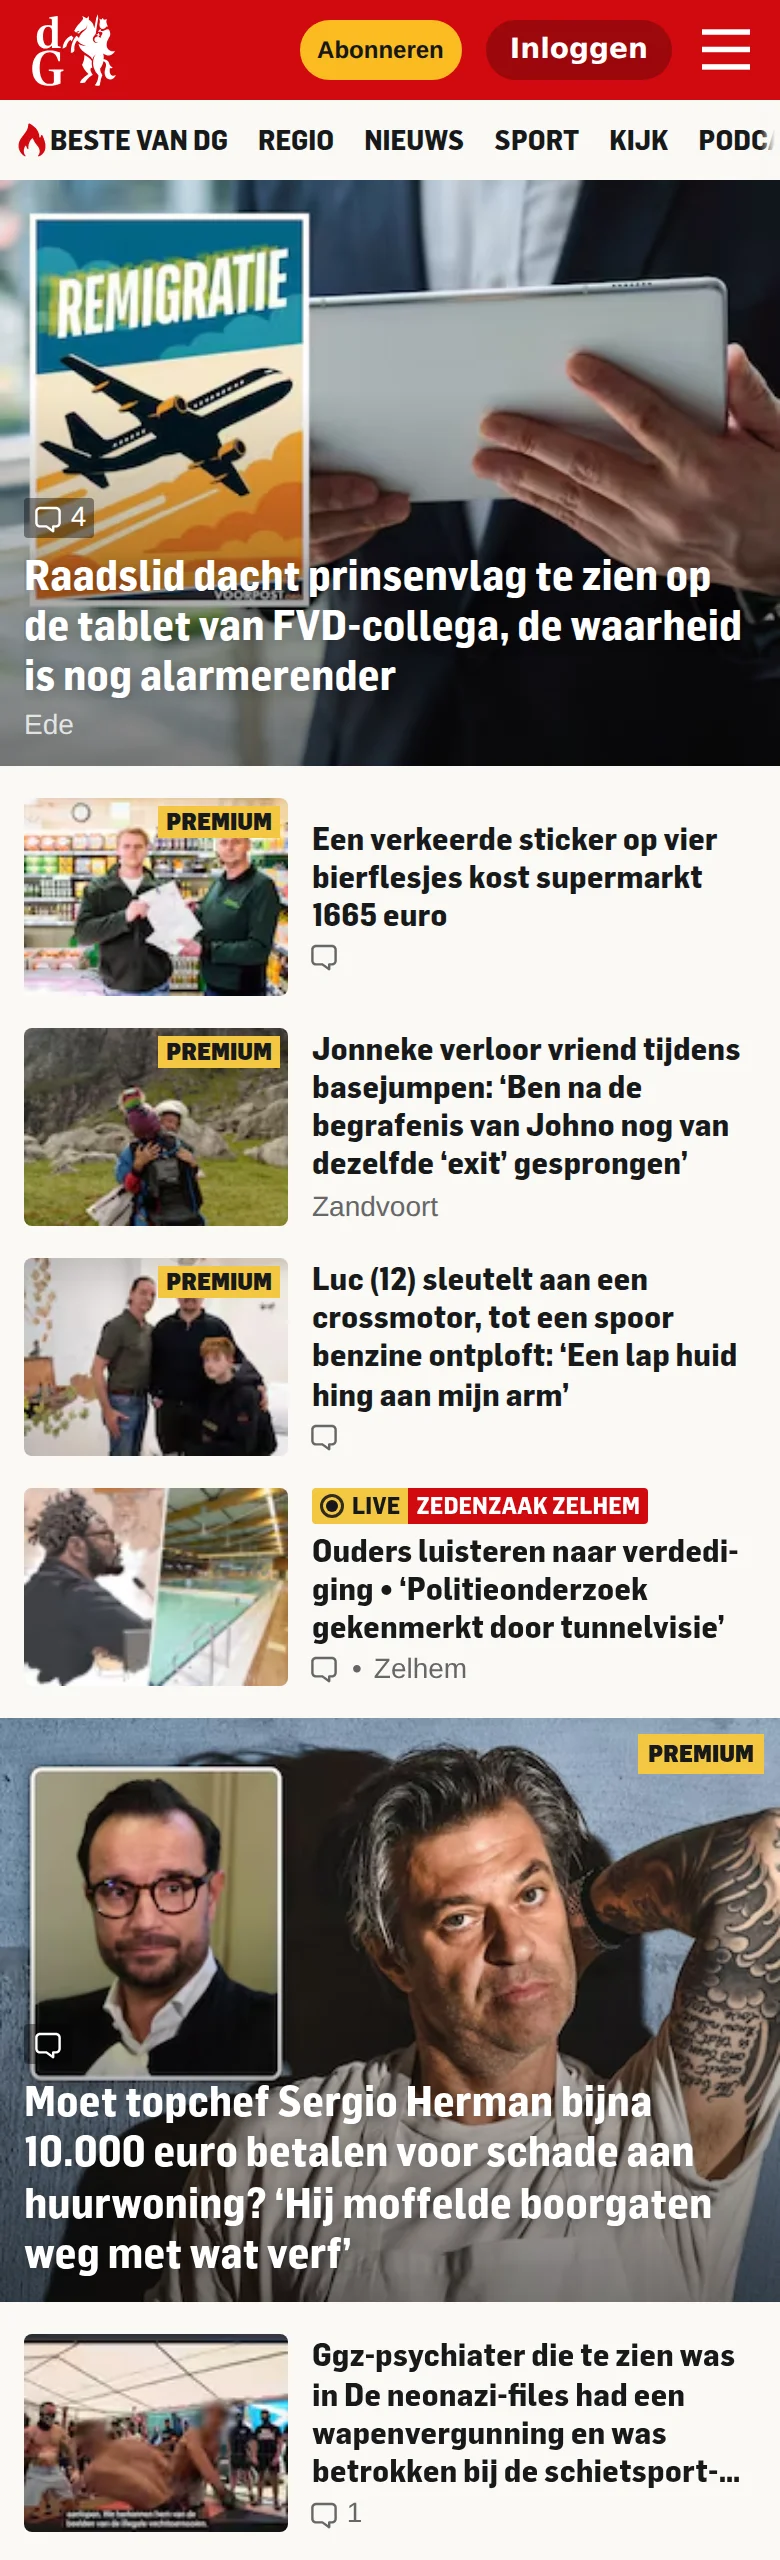 d
G
Abonneren
Inloggen
BESTE VAN DG REGIO NIEUWS SPORT KIJK PODCA
REMIGRATIE
4
VOORPOST
Raadslid dacht prinsenvlag te zien op
de tablet van FVD-collega, de waarheid
is nog alarmerender
Ede
PREMIUM
Een verkeerde sticker op vier
bierflesjes kost supermarkt
1665 euro
PREMIUM
Jonneke verloor vriend tijdens
basejumpen: ‘Ben na de
begrafenis van Johno nog van
dezelfde ‘exit’ gesprongen’
Zandvoort
PREMIUM
Luc (12) sleutelt aan een
crossmotor, tot een spoor
benzine ontploft: ‘Een lap huid
hing aan mijn arm’
LIVE ZEDENZAAK ZELHEM
Ouders luisteren naar verdedi-
ging • ‘Politieonderzoek
gekenmerkt door tunnelvisie’
• Zelhem
PREMIUM
Moet topchef Sergio Herman bijna
10.000 euro betalen voor schade aan
huurwoning? ‘Hij moffelde boorgaten
weg met wat verf’
Ggz-psychiater die te zien was
in De neonazi-files had een
wapenvergunning en was
betrokken bij de schietsport-...
1